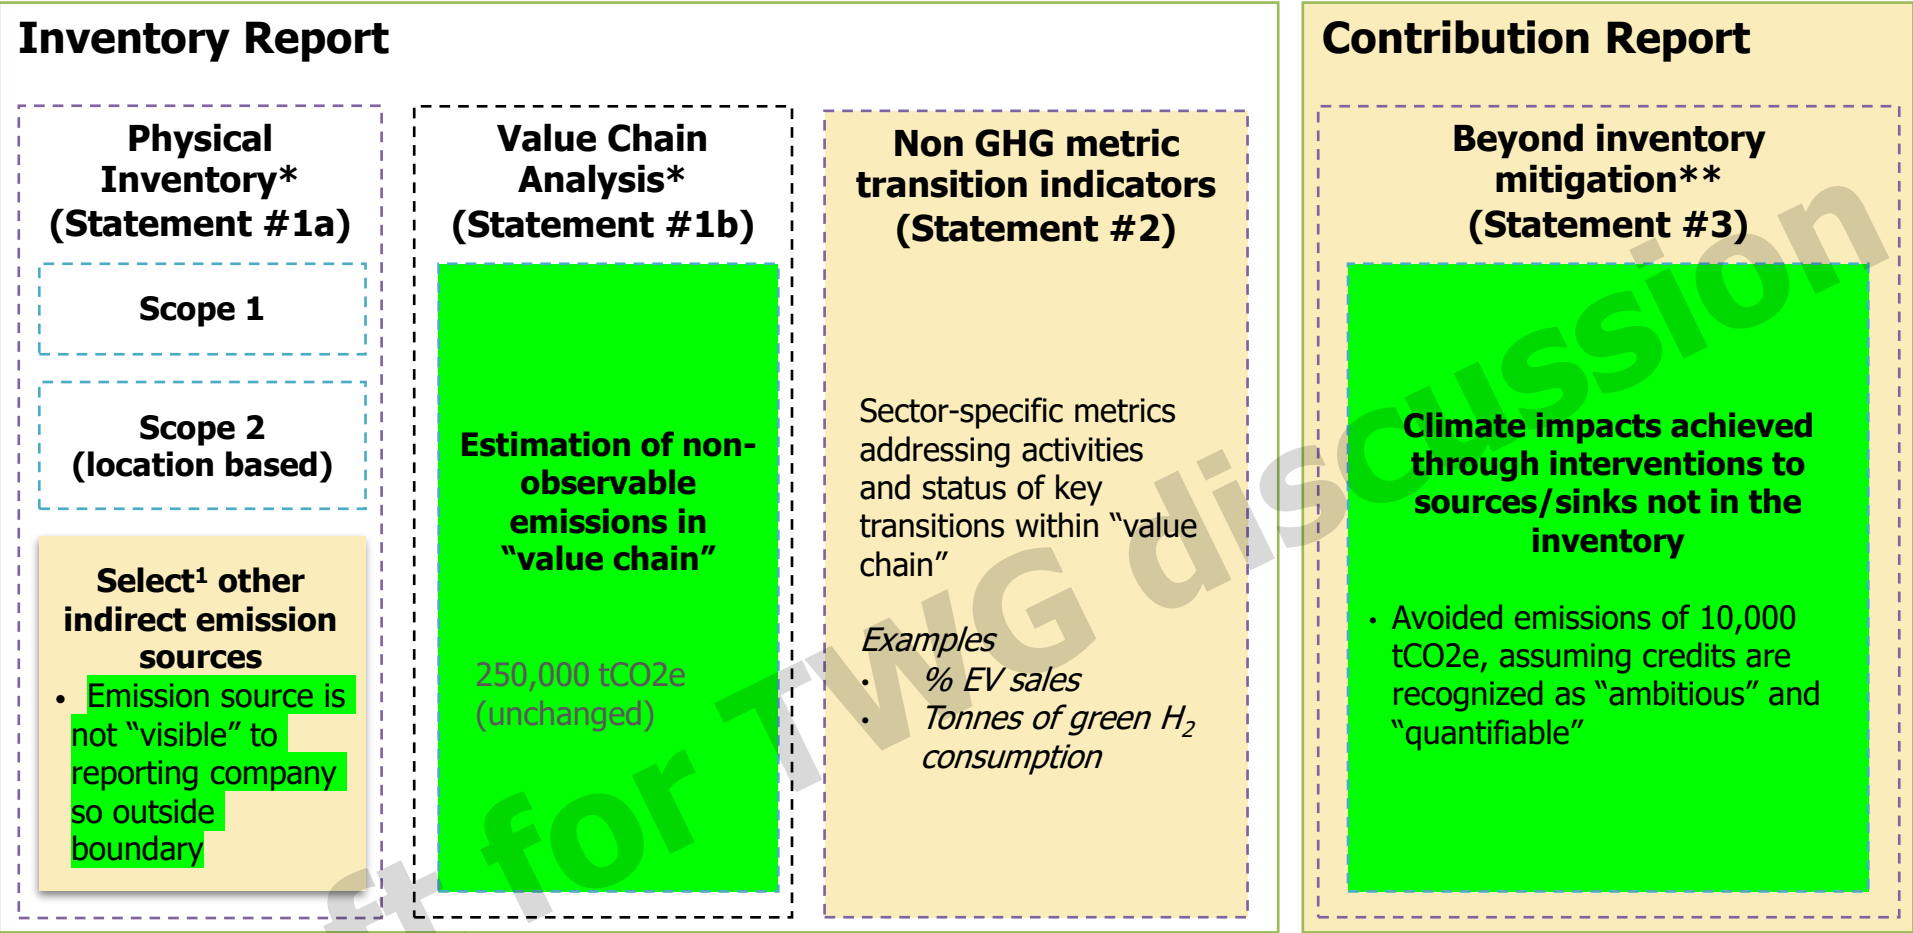 Inventory Report
Physical
Inventory*
(Statement #1a)
Scope 1
Scope 2
(location based)
Select¹ other
indirect emission
sources
• Emission source is
not “visible” to
reporting company
so outside
boundary
Value Chain
Analysis*
(Statement #1b)
Estimation of non-
observable
emissions in
“value chain”
250,000 tCO2e
(unchanged)
Non GHG metric
transition indicators
(Statement #2)
Sector-specific metrics
addressing activities
and status of key
transitions within “value
chain”
Examples
• % EV sales
• Tonnes of green H₂
consumption
Contribution Report
Beyond inventory
mitigation**
(Statement #3)
Climate impacts achieved
through interventions to
sources/sinks not in the
inventory
• Avoided emissions of 10,000
tCO2e, assuming credits are
recognized as “ambitious” and
“quantifiable”
ft for TWG discussion